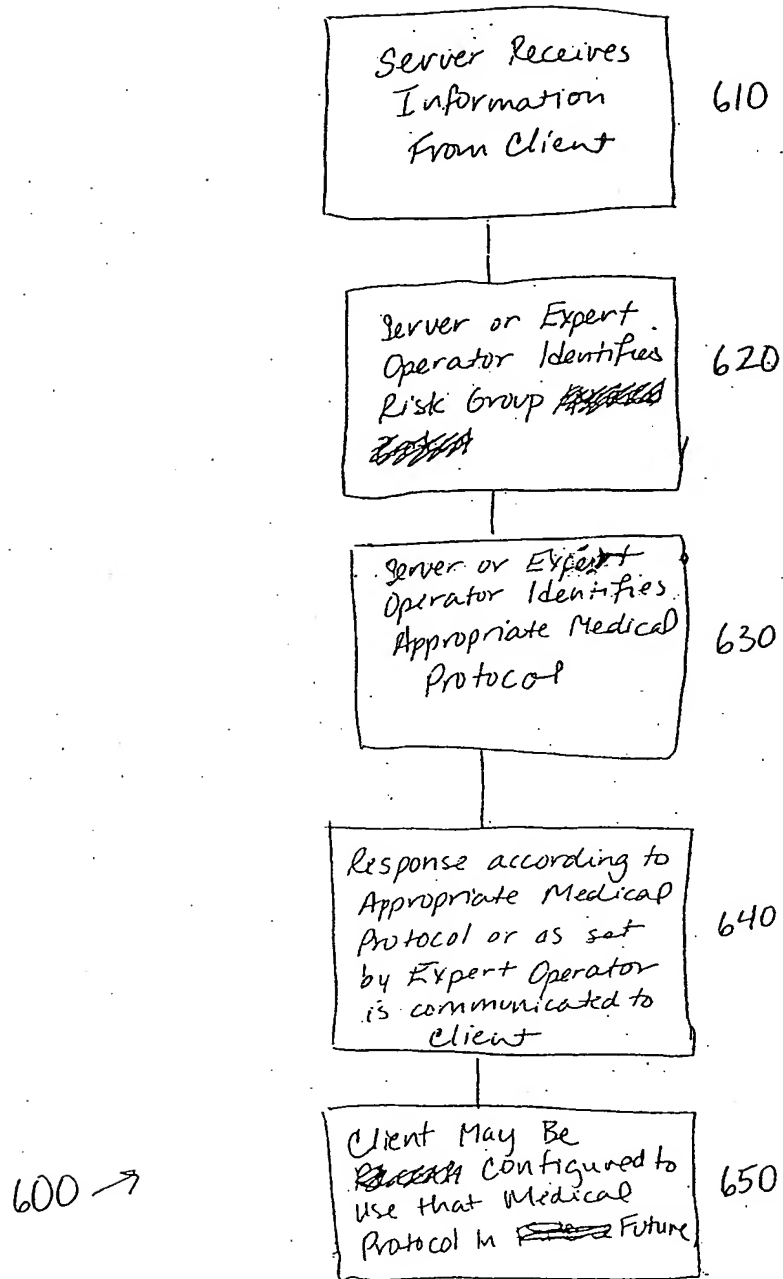 Server Receives
Information
From Client
610
Server or Expert
Operator Identifies
Risk Group
620
Server or Expert
Operator Identifies
Appropriate Medical
Protocol
630
Response according to
Appropriate Medical
Protocol or as set
by Expert Operator
is communicated to
Client
640
Client May Be
Configured to
use that Medical
Protocol In Future
650
600